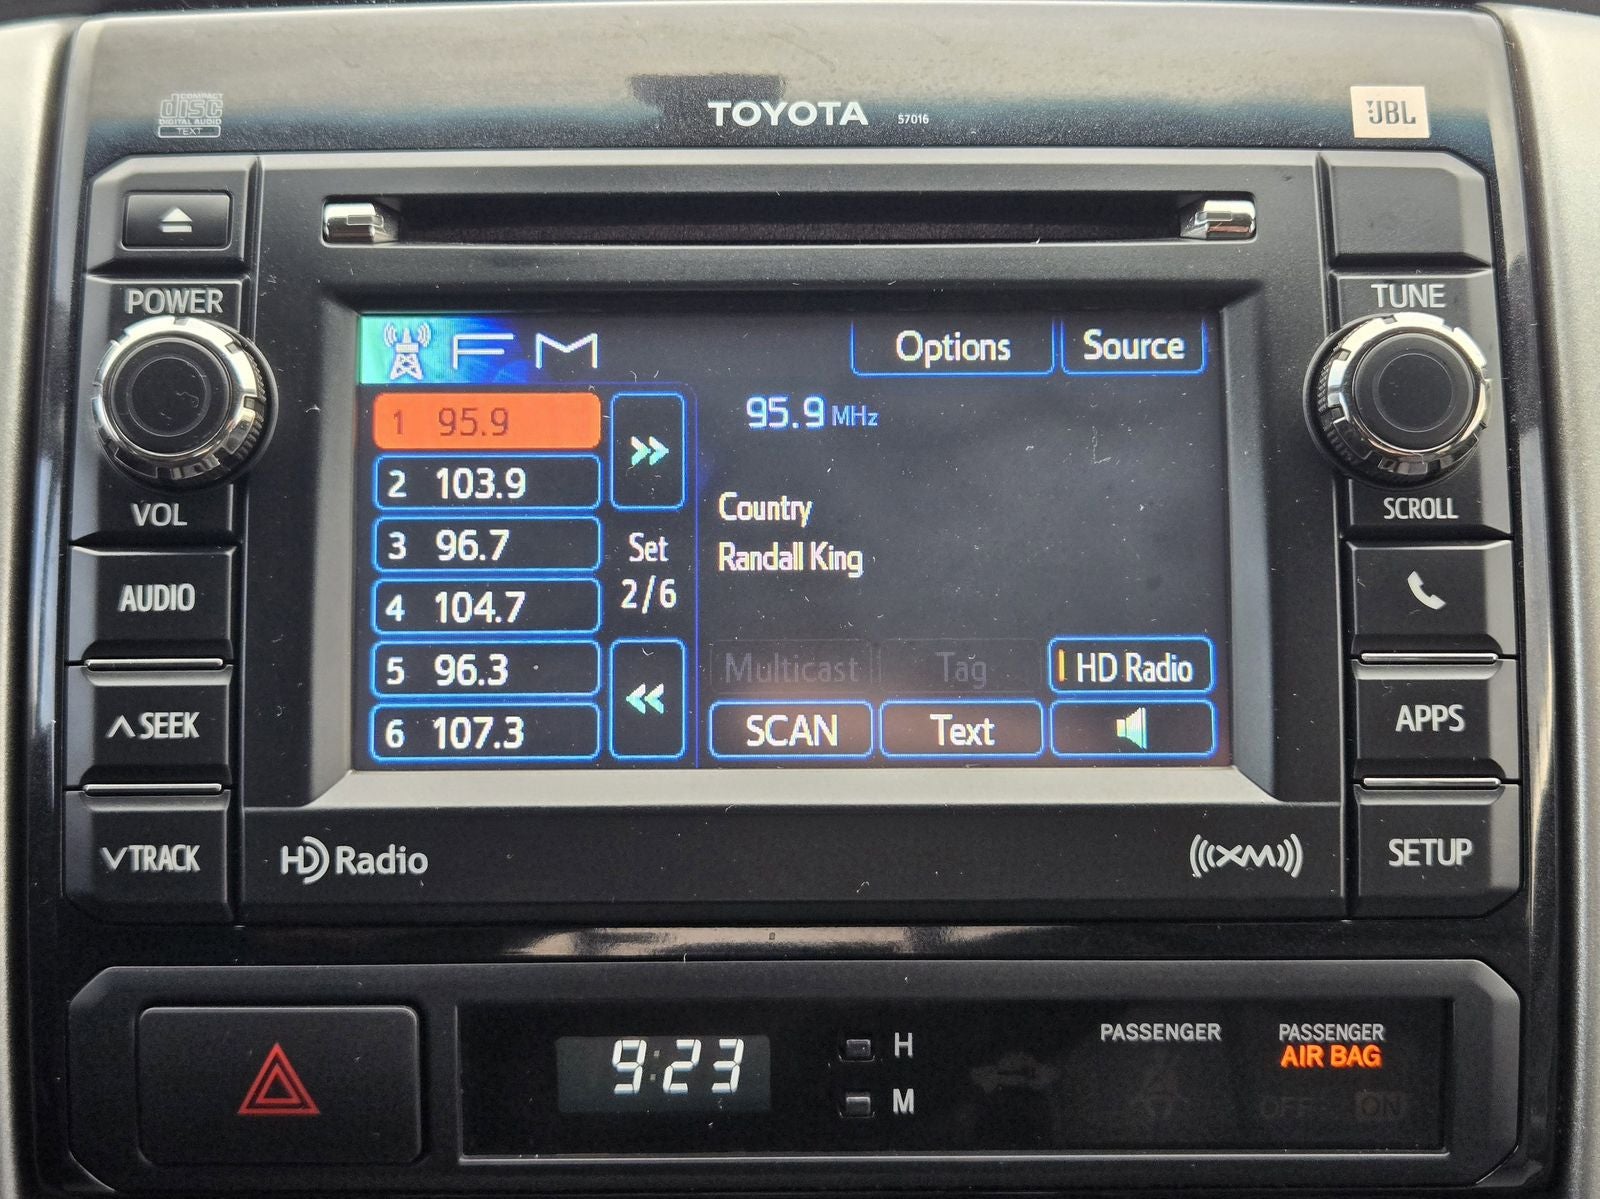 COMPACT
disc
DIGITAL AUDIO
TEXT
TOYOTA 57016
JBL
POWER
VOL
AUDIO
∧ SEEK
∨ TRACK
FM
Options
Source
1 95.9
2 103.9
3 96.7
4 104.7
5 96.3
6 107.3
Set
2/6
95.9 MHz
Country
Randall King
Multicast
Tag
HD Radio
SCAN
Text
TUNE
SCROLL
APPS
SETUP
HD Radio
((XM))
9:23
H
M
PASSENGER
PASSENGER
AIR BAG
OFF
ON